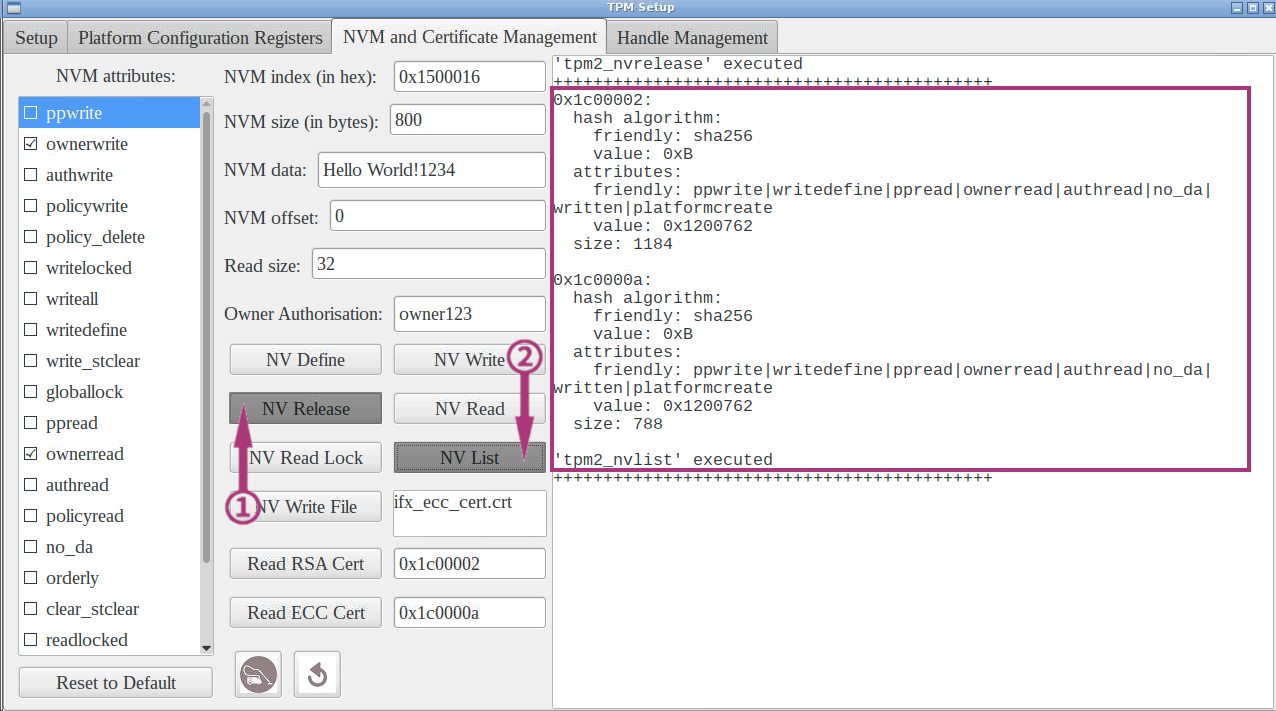 TPM Setup
Setup
Platform Configuration Registers
NVM and Certificate Management
Handle Management
NVM attributes:
ppwrite
ownerwrite
authwrite
policywrite
policy_delete
writelocked
writeall
writedefine
write_stclear
globallock
ppread
ownerread
authread
policyread
no_da
orderly
clear_stclear
readlocked
Reset to Default
NVM index (in hex): 0x1500016
NVM size (in bytes): 800
NVM data: Hello World!1234
NVM offset: 0
Read size: 32
Owner Authorisation: owner123
NV Define
NV Write
2
NV Release
NV Read
NV Read Lock
NV List
1
NV Write File
ifx_ecc_cert.crt
Read RSA Cert
0x1c00002
Read ECC Cert
0x1c0000a
'tpm2_nvrelease' executed
++++++++++++++++++++++++++++++++++++++++++++
0x1c00002:
hash algorithm:
friendly: sha256
value: 0xB
attributes:
friendly: ppwrite|writedefine|ppread|ownerread|authread|no_da|
written|platformcreate
value: 0x1200762
size: 1184
0x1c0000a:
hash algorithm:
friendly: sha256
value: 0xB
attributes:
friendly: ppwrite|writedefine|ppread|ownerread|authread|no_da|
written|platformcreate
value: 0x1200762
size: 788
'tpm2_nvlist' executed
++++++++++++++++++++++++++++++++++++++++++++